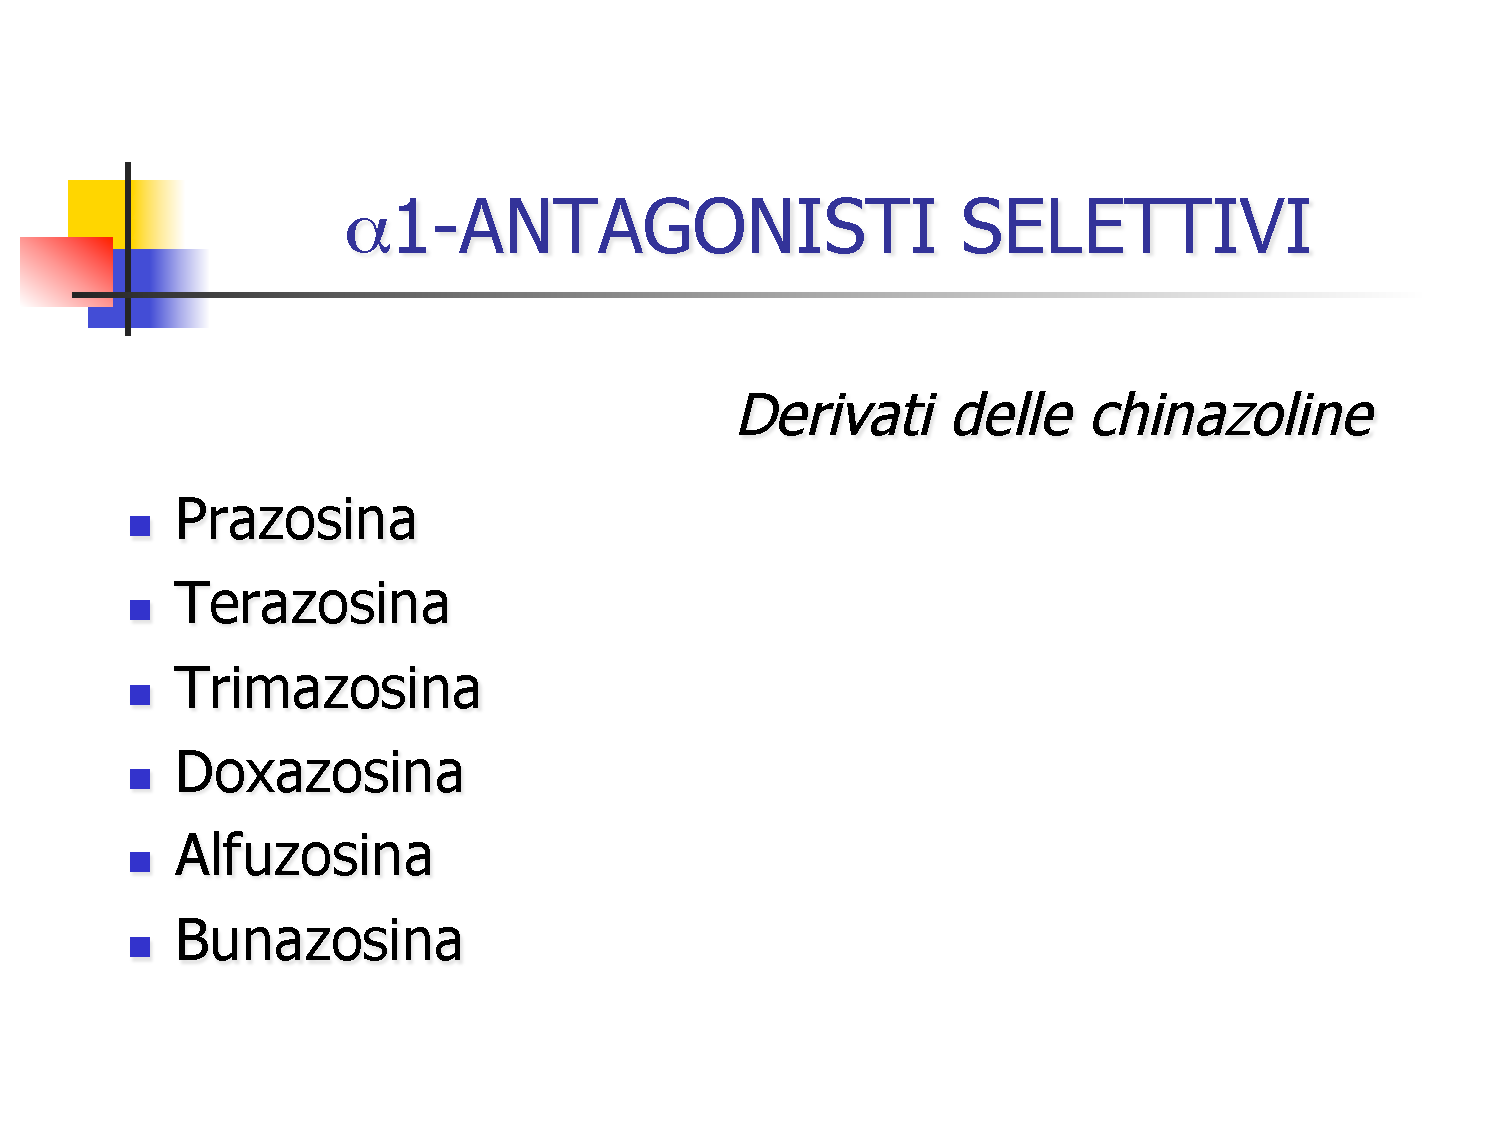 α1-ANTAGONISTI SELETTIVI
Derivati delle chinazoline
Prazosina
Terazosina
Trimazosina
Doxazosina
Alfuzosina
Bunazosina